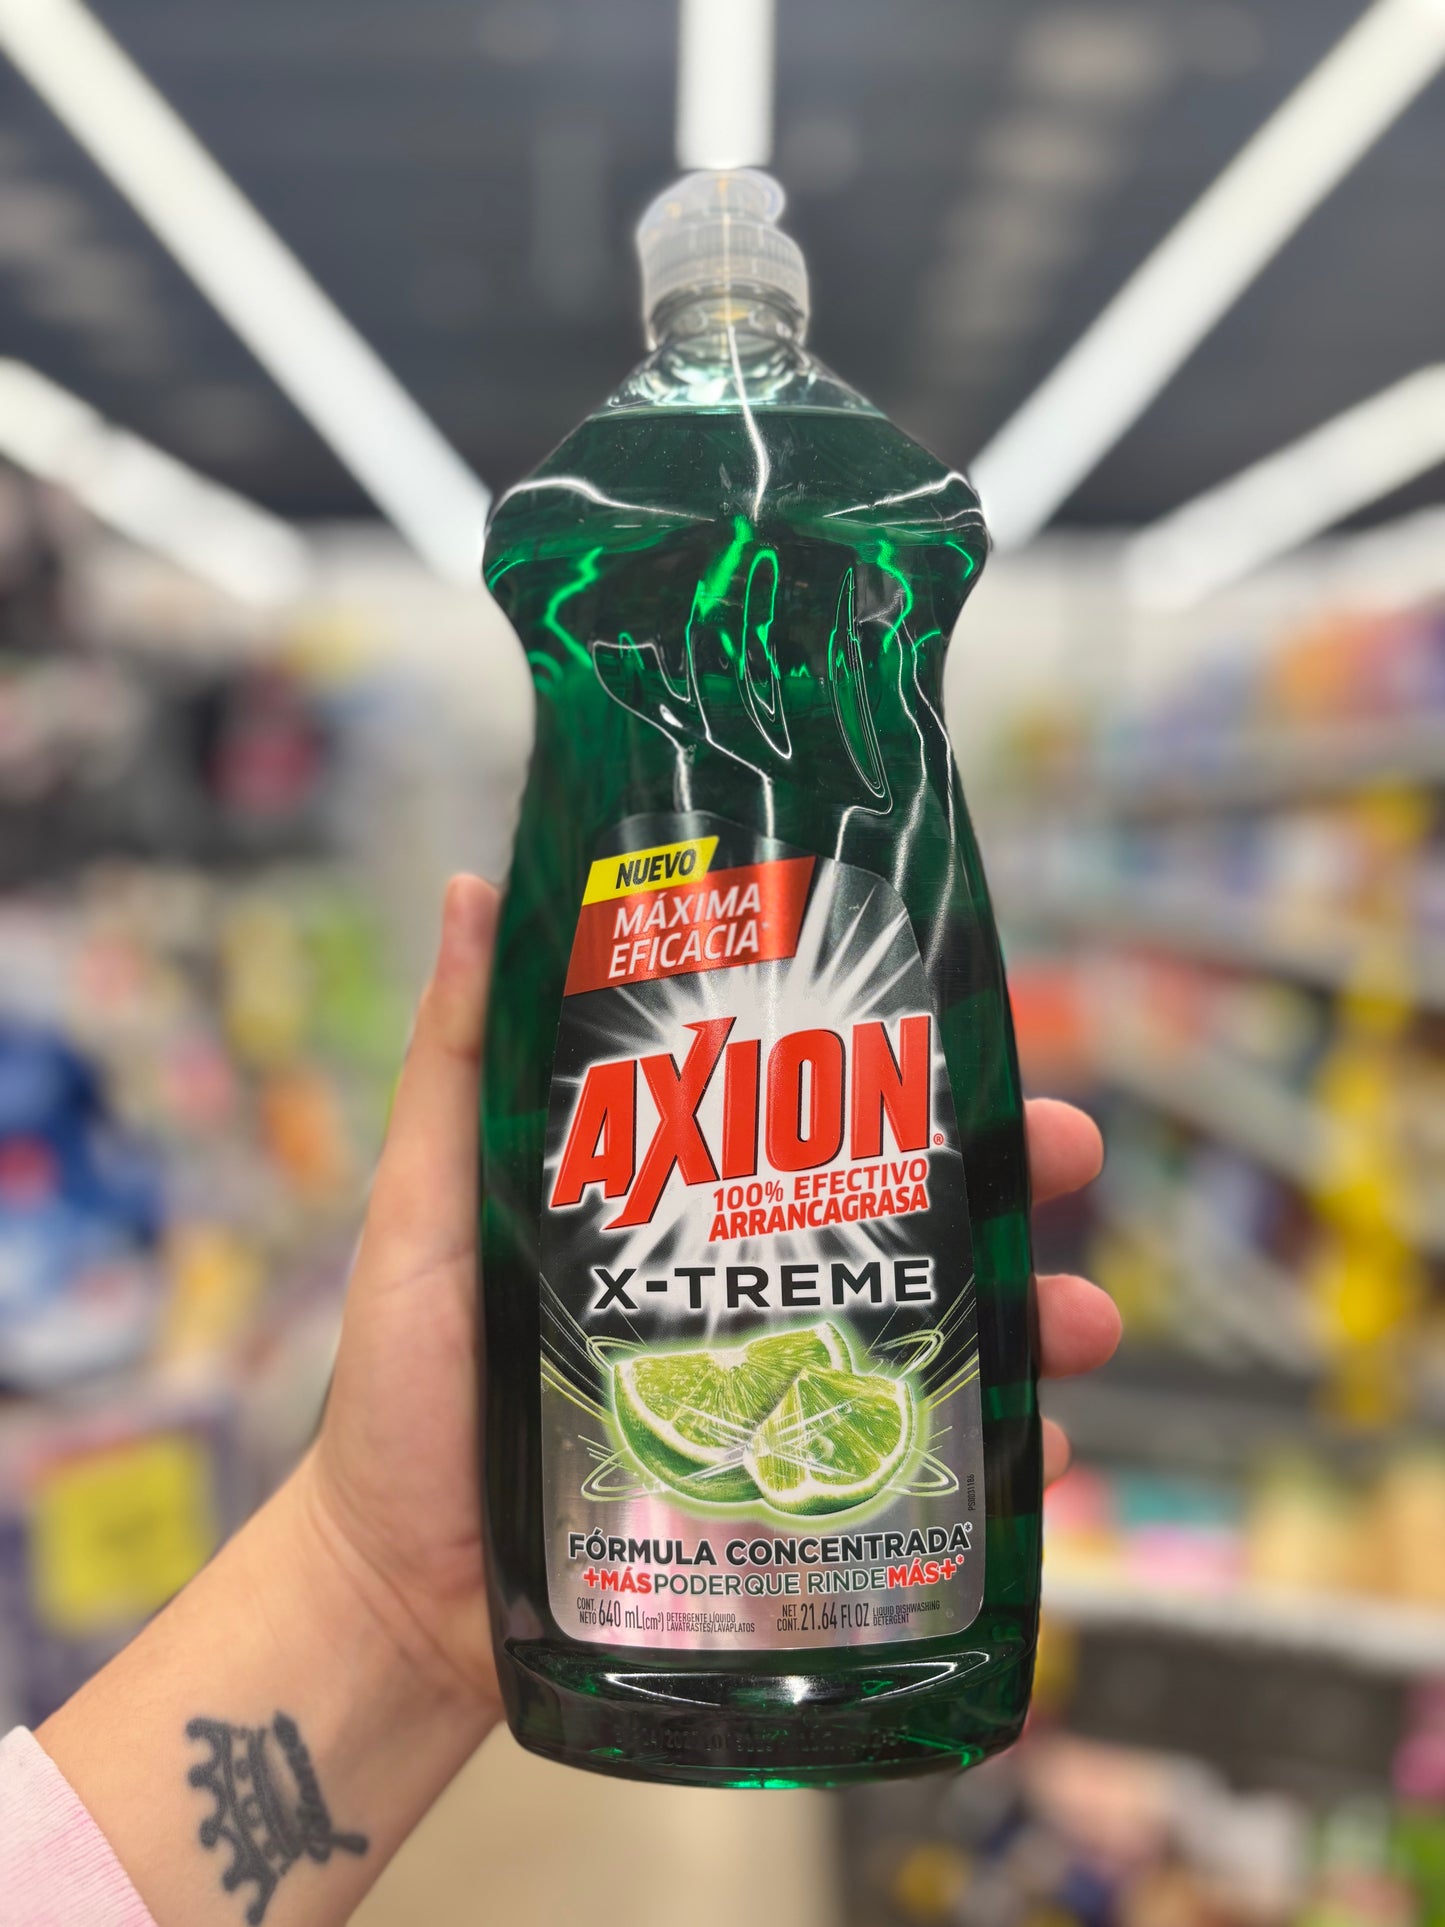 NUEVO
MÁXIMA
EFICACIA*
AXION®
100% EFECTIVO
ARRANCAGRASA
X-TREME
FÓRMULA CONCENTRADA*
+MÁS PODER QUE RINDE MÁS+*
CONT. NETO 640 mL (cm³) DETERGENTE LÍQUIDO LAVATRASTES/LAVAPLATOS
NET CONT. 21.64 Fl OZ LIQUID DISHWASHING DETERGENT